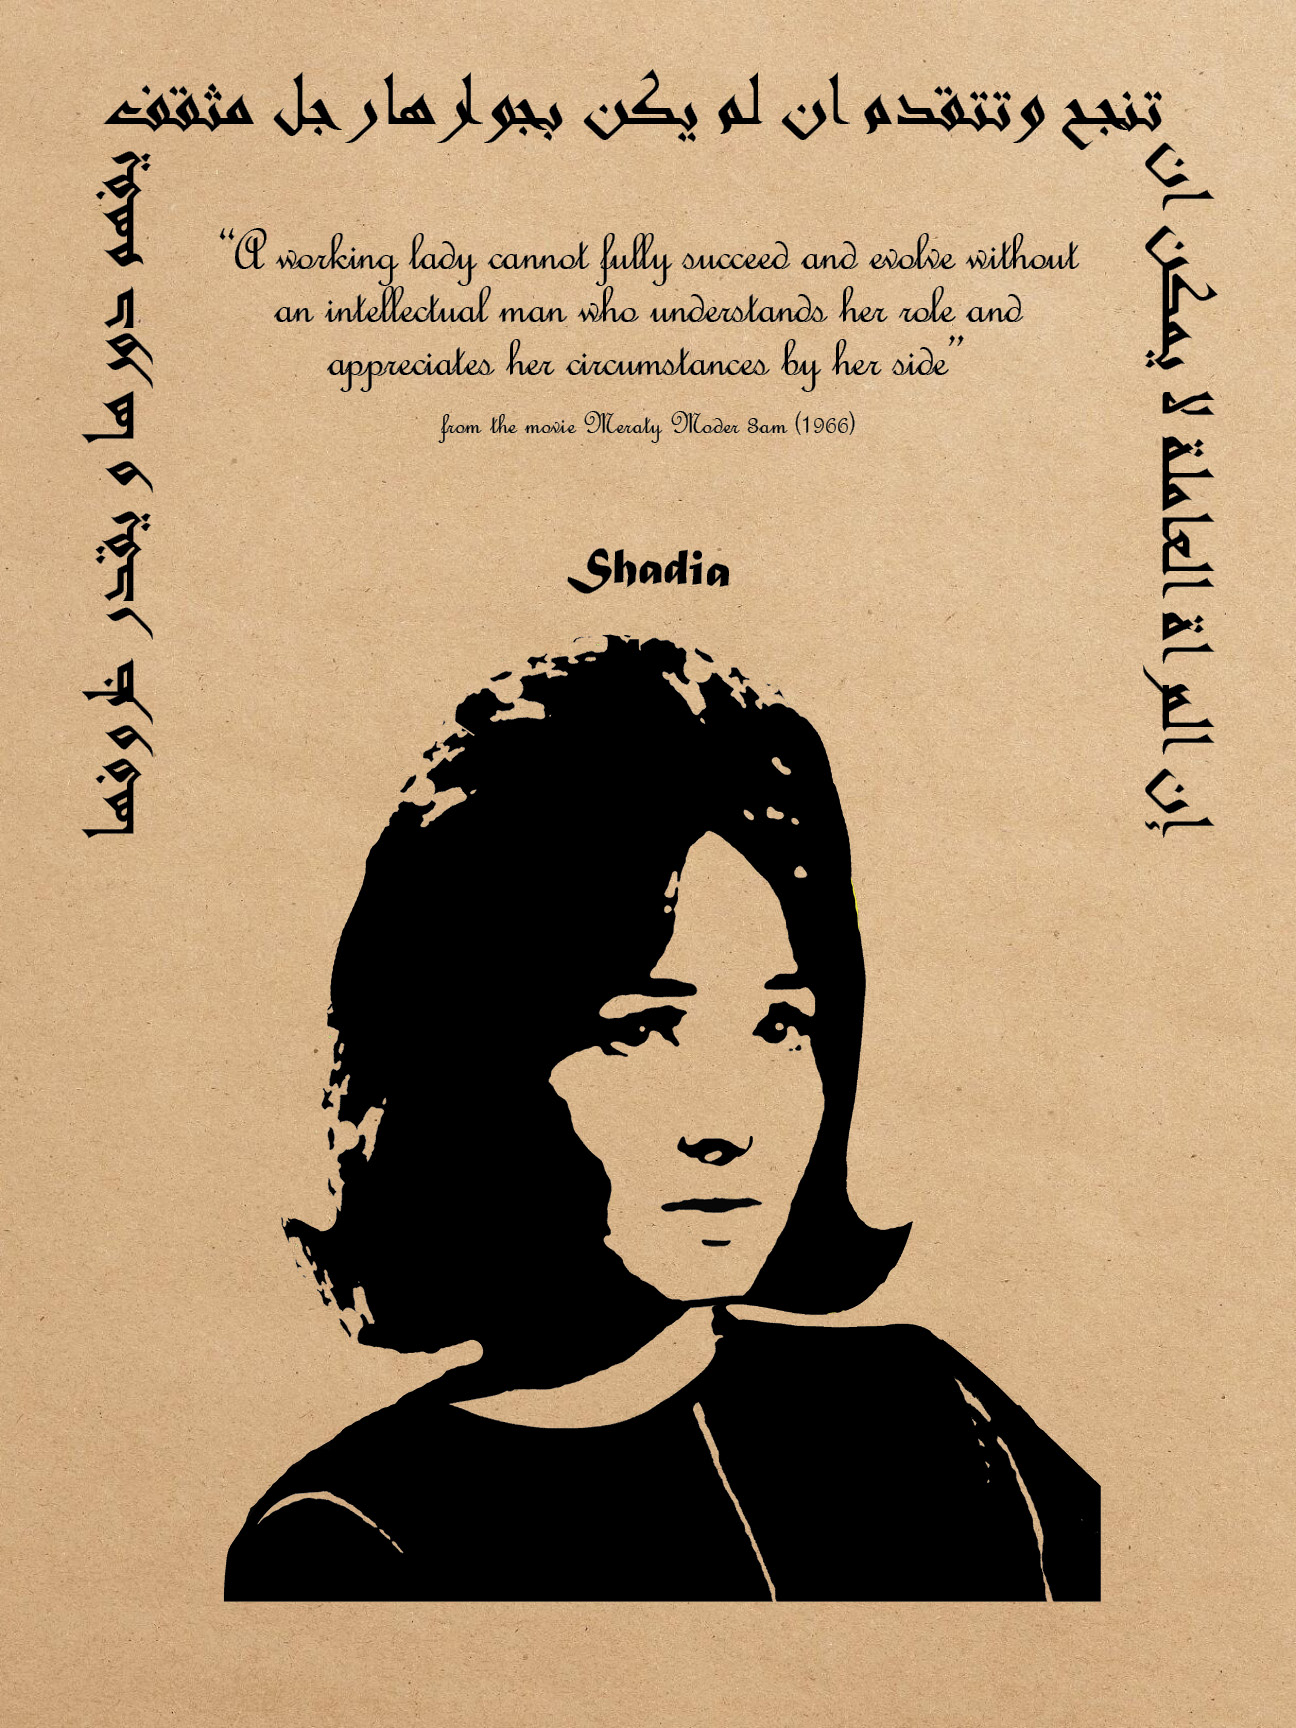 إن المراة العاملة لا يمكن ان
تنجح وتتقدم ان لم يكن بجوارها رجل مثقف
يفهم دورها و يقدر ظروفها
“A working lady cannot fully succeed and evolve without
an intellectual man who understands her role and
appreciates her circumstances by her side”
from the movie Meraty Moder 3am (1966)
Shadia